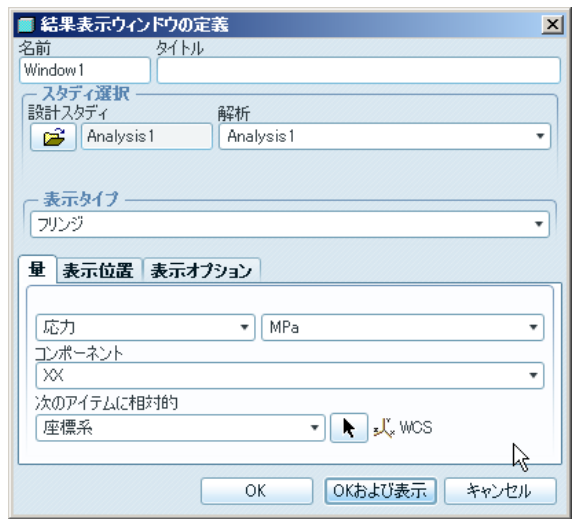 結果表示ウィンドウの定義
名前 タイトル
Window1
スタディ選択
設計スタディ 解析
Analysis1 Analysis1
表示タイプ
フリンジ
量 表示位置 表示オプション
応力 MPa
コンポーネント
XX
次のアイテムに相対的
座標系 WCS
OK OKおよび表示 キャンセル